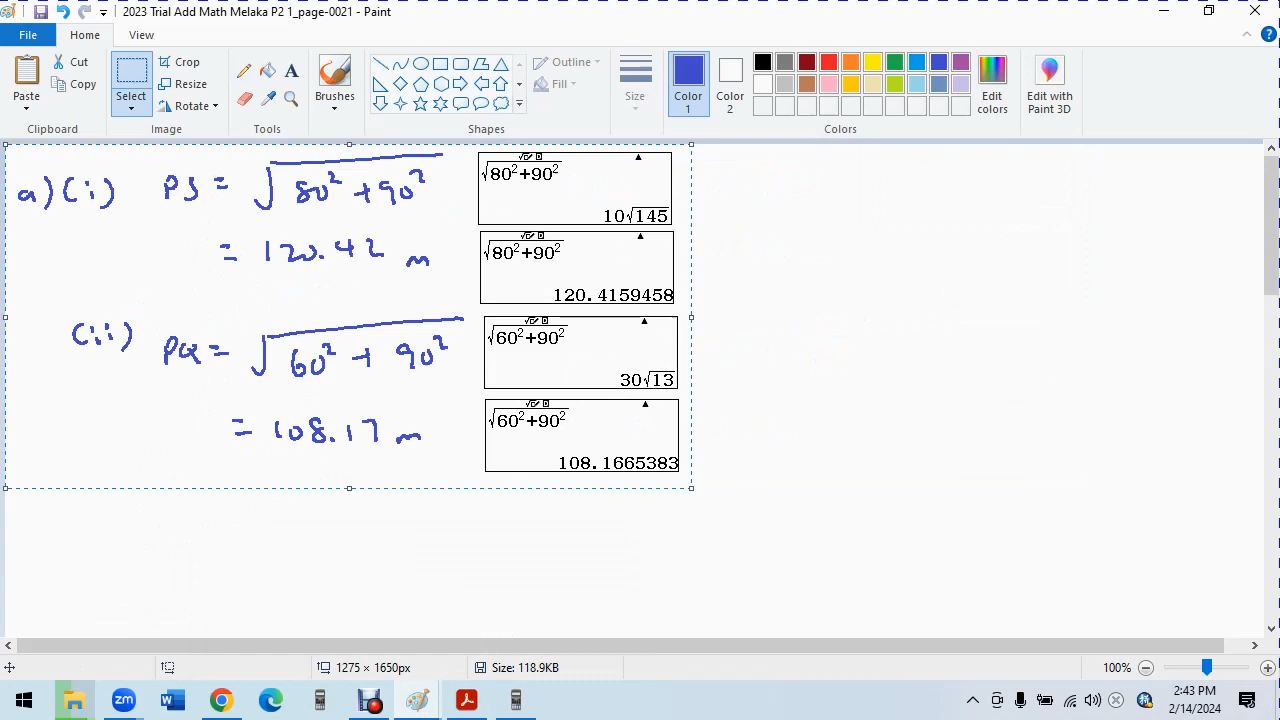 2023 Trial Add Math Melaka P2 1_page-0021 - Paint
File Home View
Paste Cut Copy
Clipboard
Select Crop Resize Rotate
Image
Tools
Brushes
Shapes
Outline
Fill
Size
Color 1
Color 2
Edit colors
Colors
Edit with Paint 3D
a) (i) PS = √80²+90²
= 120.42 m
√80²+90²
10√145
√80²+90²
120.4159458
(ii) PQ = √60² + 90²
= 108.17 m
√60²+90²
30√13
√60²+90²
108.1665383
1275 × 1650px
Size: 118.9KB
100%
zm
2:43 PM
2/14/2024